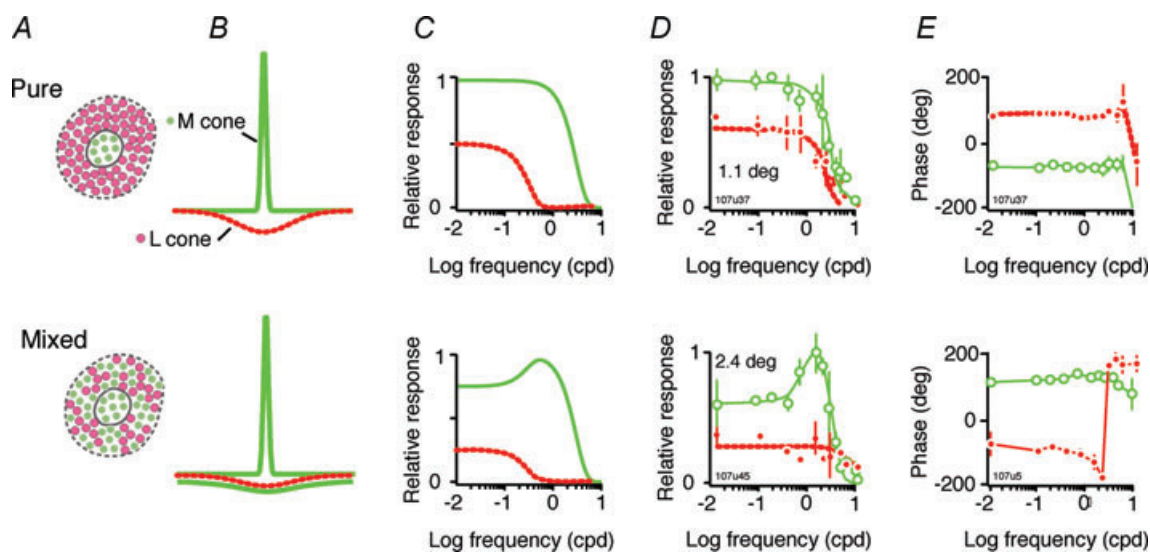 A B C D E
Pure
M cone
L cone
Relative response
1
0
-2 -1 0 1
Log frequency (cpd)
Relative response
1
0
1.1 deg
107u37
-2 -1 0 1
Log frequency (cpd)
Phase (deg)
200
0
-200
107u37
-2 -1 0 1
Log frequency (cpd)
Mixed
Relative response
1
0
-2 -1 0 1
Log frequency (cpd)
Relative response
1
0
2.4 deg
107u45
-2 -1 0 1
Log frequency (cpd)
Phase (deg)
200
0
-200
107u5
-2 -1 0 1
Log frequency (cpd)